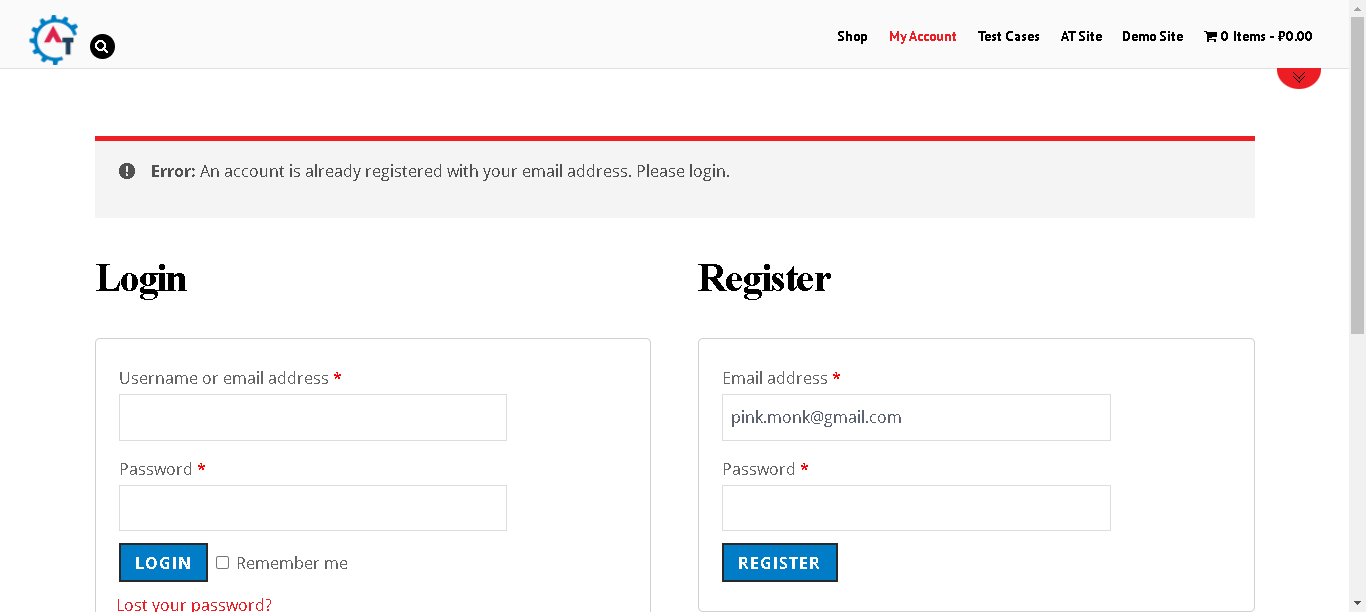 AT
Shop My Account Test Cases AT Site Demo Site 0 Items - ₽0.00
Error: An account is already registered with your email address. Please login.
Login
Register
Username or email address *
Password *
LOGIN Remember me
Lost your password?
Email address *
pink.monk@gmail.com
Password *
REGISTER